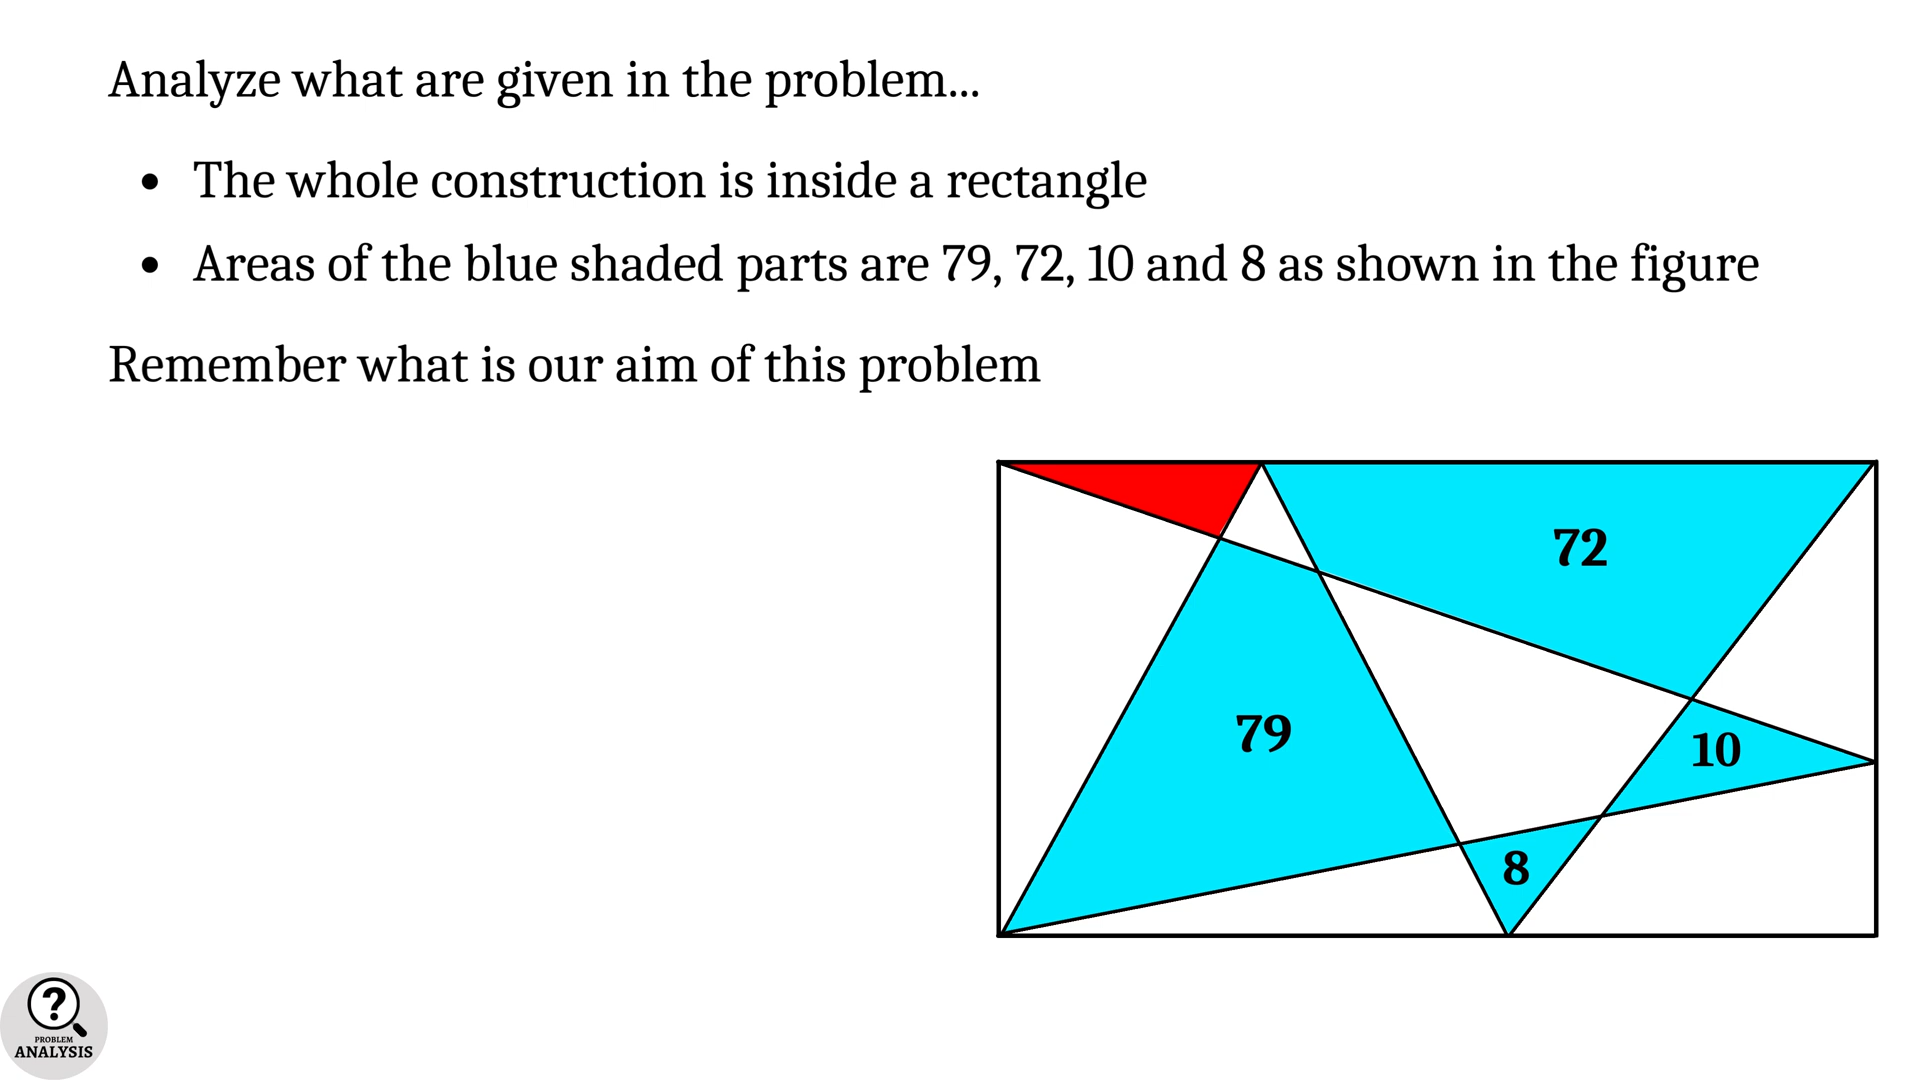 Analyze what are given in the problem...
• The whole construction is inside a rectangle
• Areas of the blue shaded parts are 79, 72, 10 and 8 as shown in the figure
Remember what is our aim of this problem
72
79
10
8
?
PROBLEM
ANALYSIS